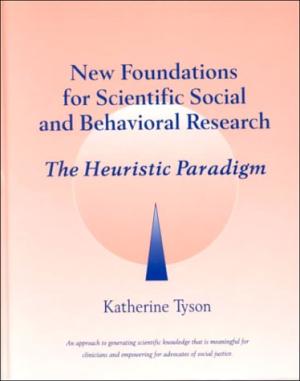 New Foundations
for Scientific Social
and Behavioral Research
The Heuristic Paradigm
Katherine Tyson
An approach to generating scientific knowledge that is meaningful for
clinicians and empowering for advocates of social justice.